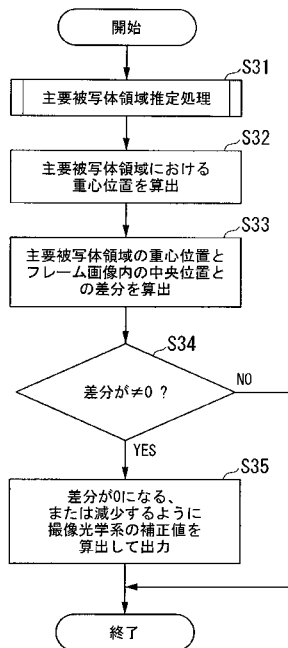 開始
S31
主要被写体領域推定処理
S32
主要被写体領域における
重心位置を算出
S33
主要被写体領域の重心位置と
フレーム画像内の中央位置と
の差分を算出
S34
差分が≠0 ?
NO
YES
S35
差分が0になる、
または減少するように
撮像光学系の補正値を
算出して出力
終了